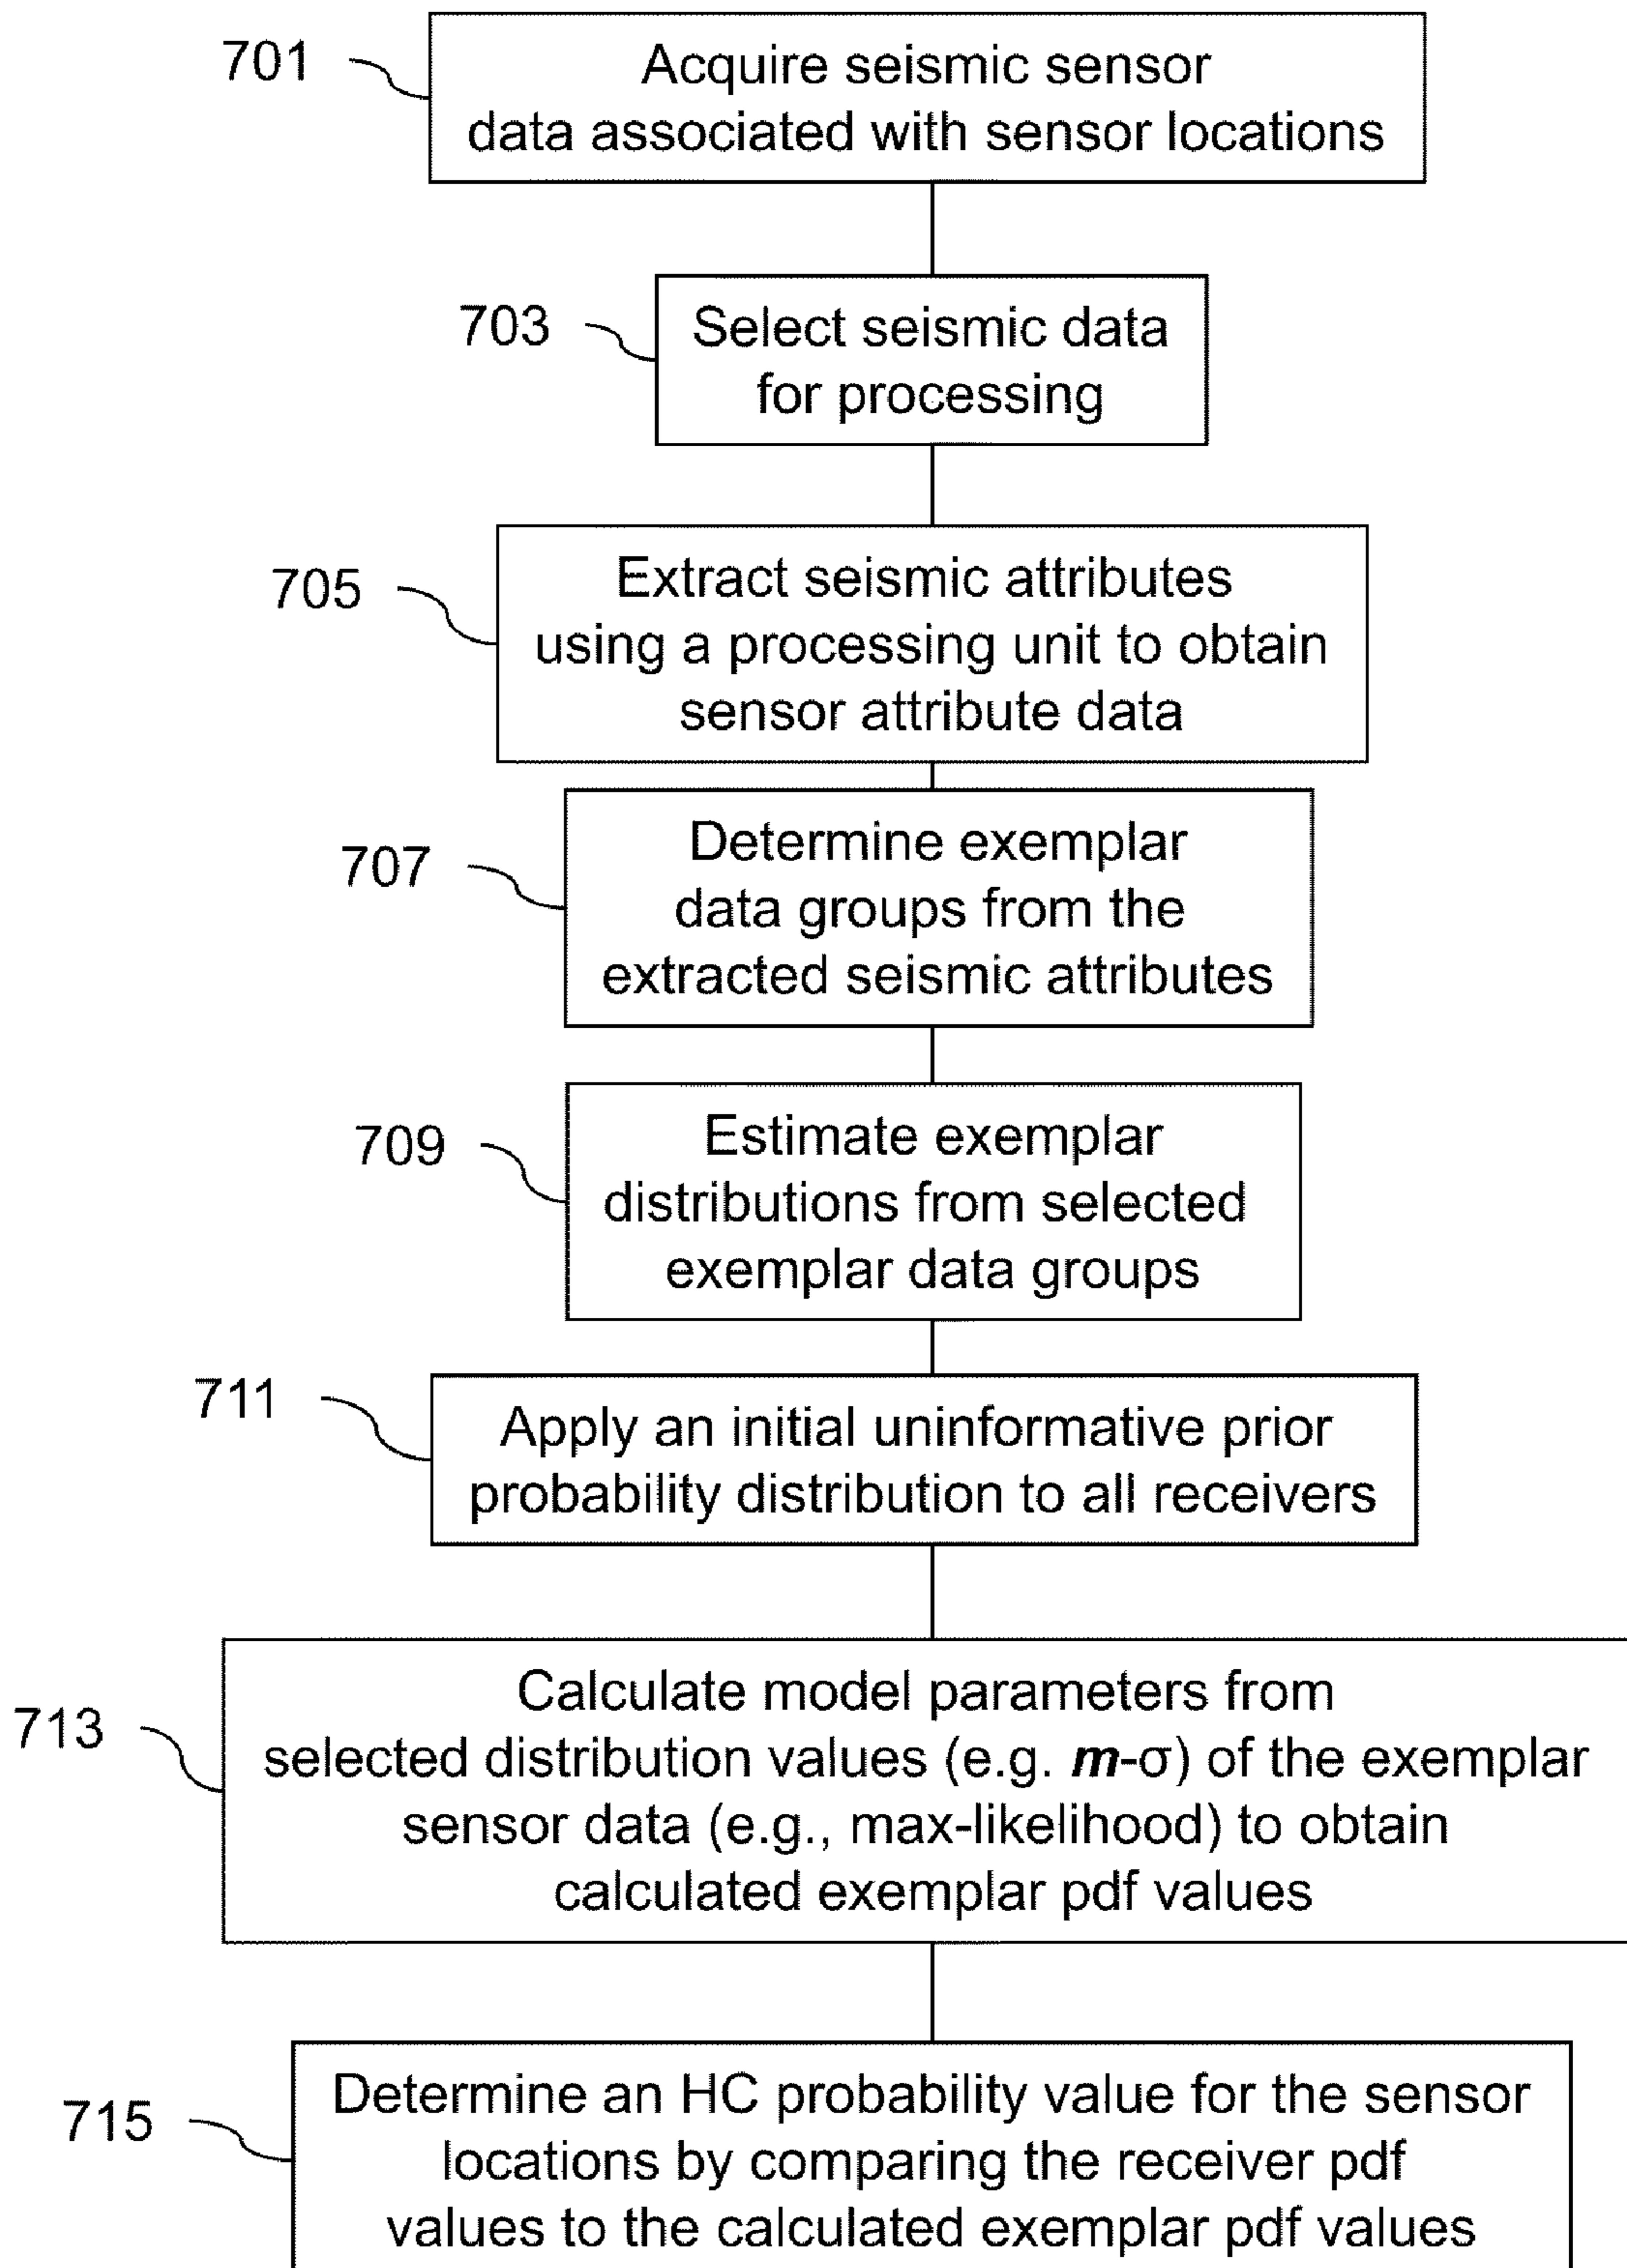 701
Acquire seismic sensor
data associated with sensor locations
703
Select seismic data
for processing
705
Extract seismic attributes
using a processing unit to obtain
sensor attribute data
707
Determine exemplar
data groups from the
extracted seismic attributes
709
Estimate exemplar
distributions from selected
exemplar data groups
711
Apply an initial uninformative prior
probability distribution to all receivers
713
Calculate model parameters from
selected distribution values (e.g. m-σ) of the exemplar
sensor data (e.g., max-likelihood) to obtain
calculated exemplar pdf values
715
Determine an HC probability value for the sensor
locations by comparing the receiver pdf
values to the calculated exemplar pdf values